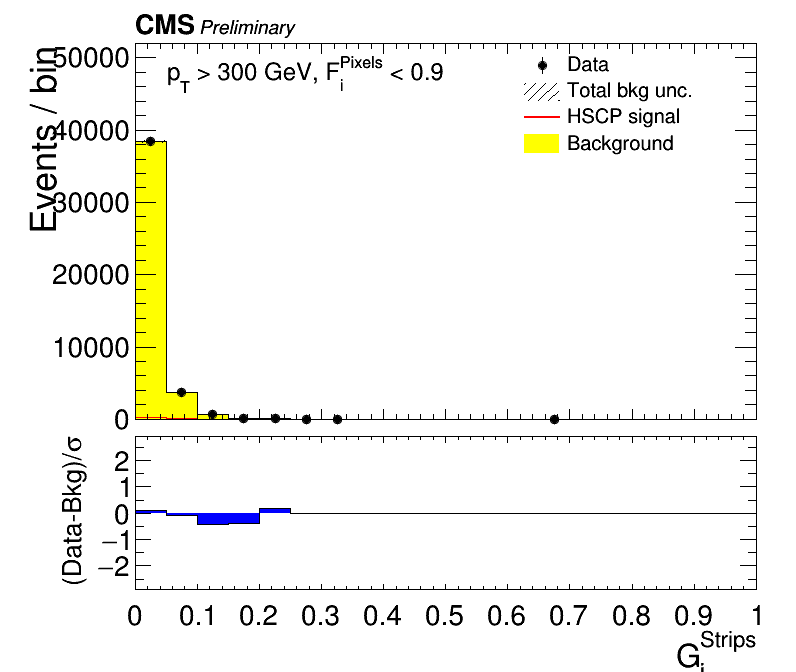 CMS Preliminary
p_T > 300 GeV, F_i^Pixels < 0.9
Data
Total bkg unc.
HSCP signal
Background
Events / bin
50000
40000
30000
20000
10000
0
(Data-Bkg)/σ
2
1
0
−1
−2
0 0.1 0.2 0.3 0.4 0.5 0.6 0.7 0.8 0.9 1
G_i^Strips